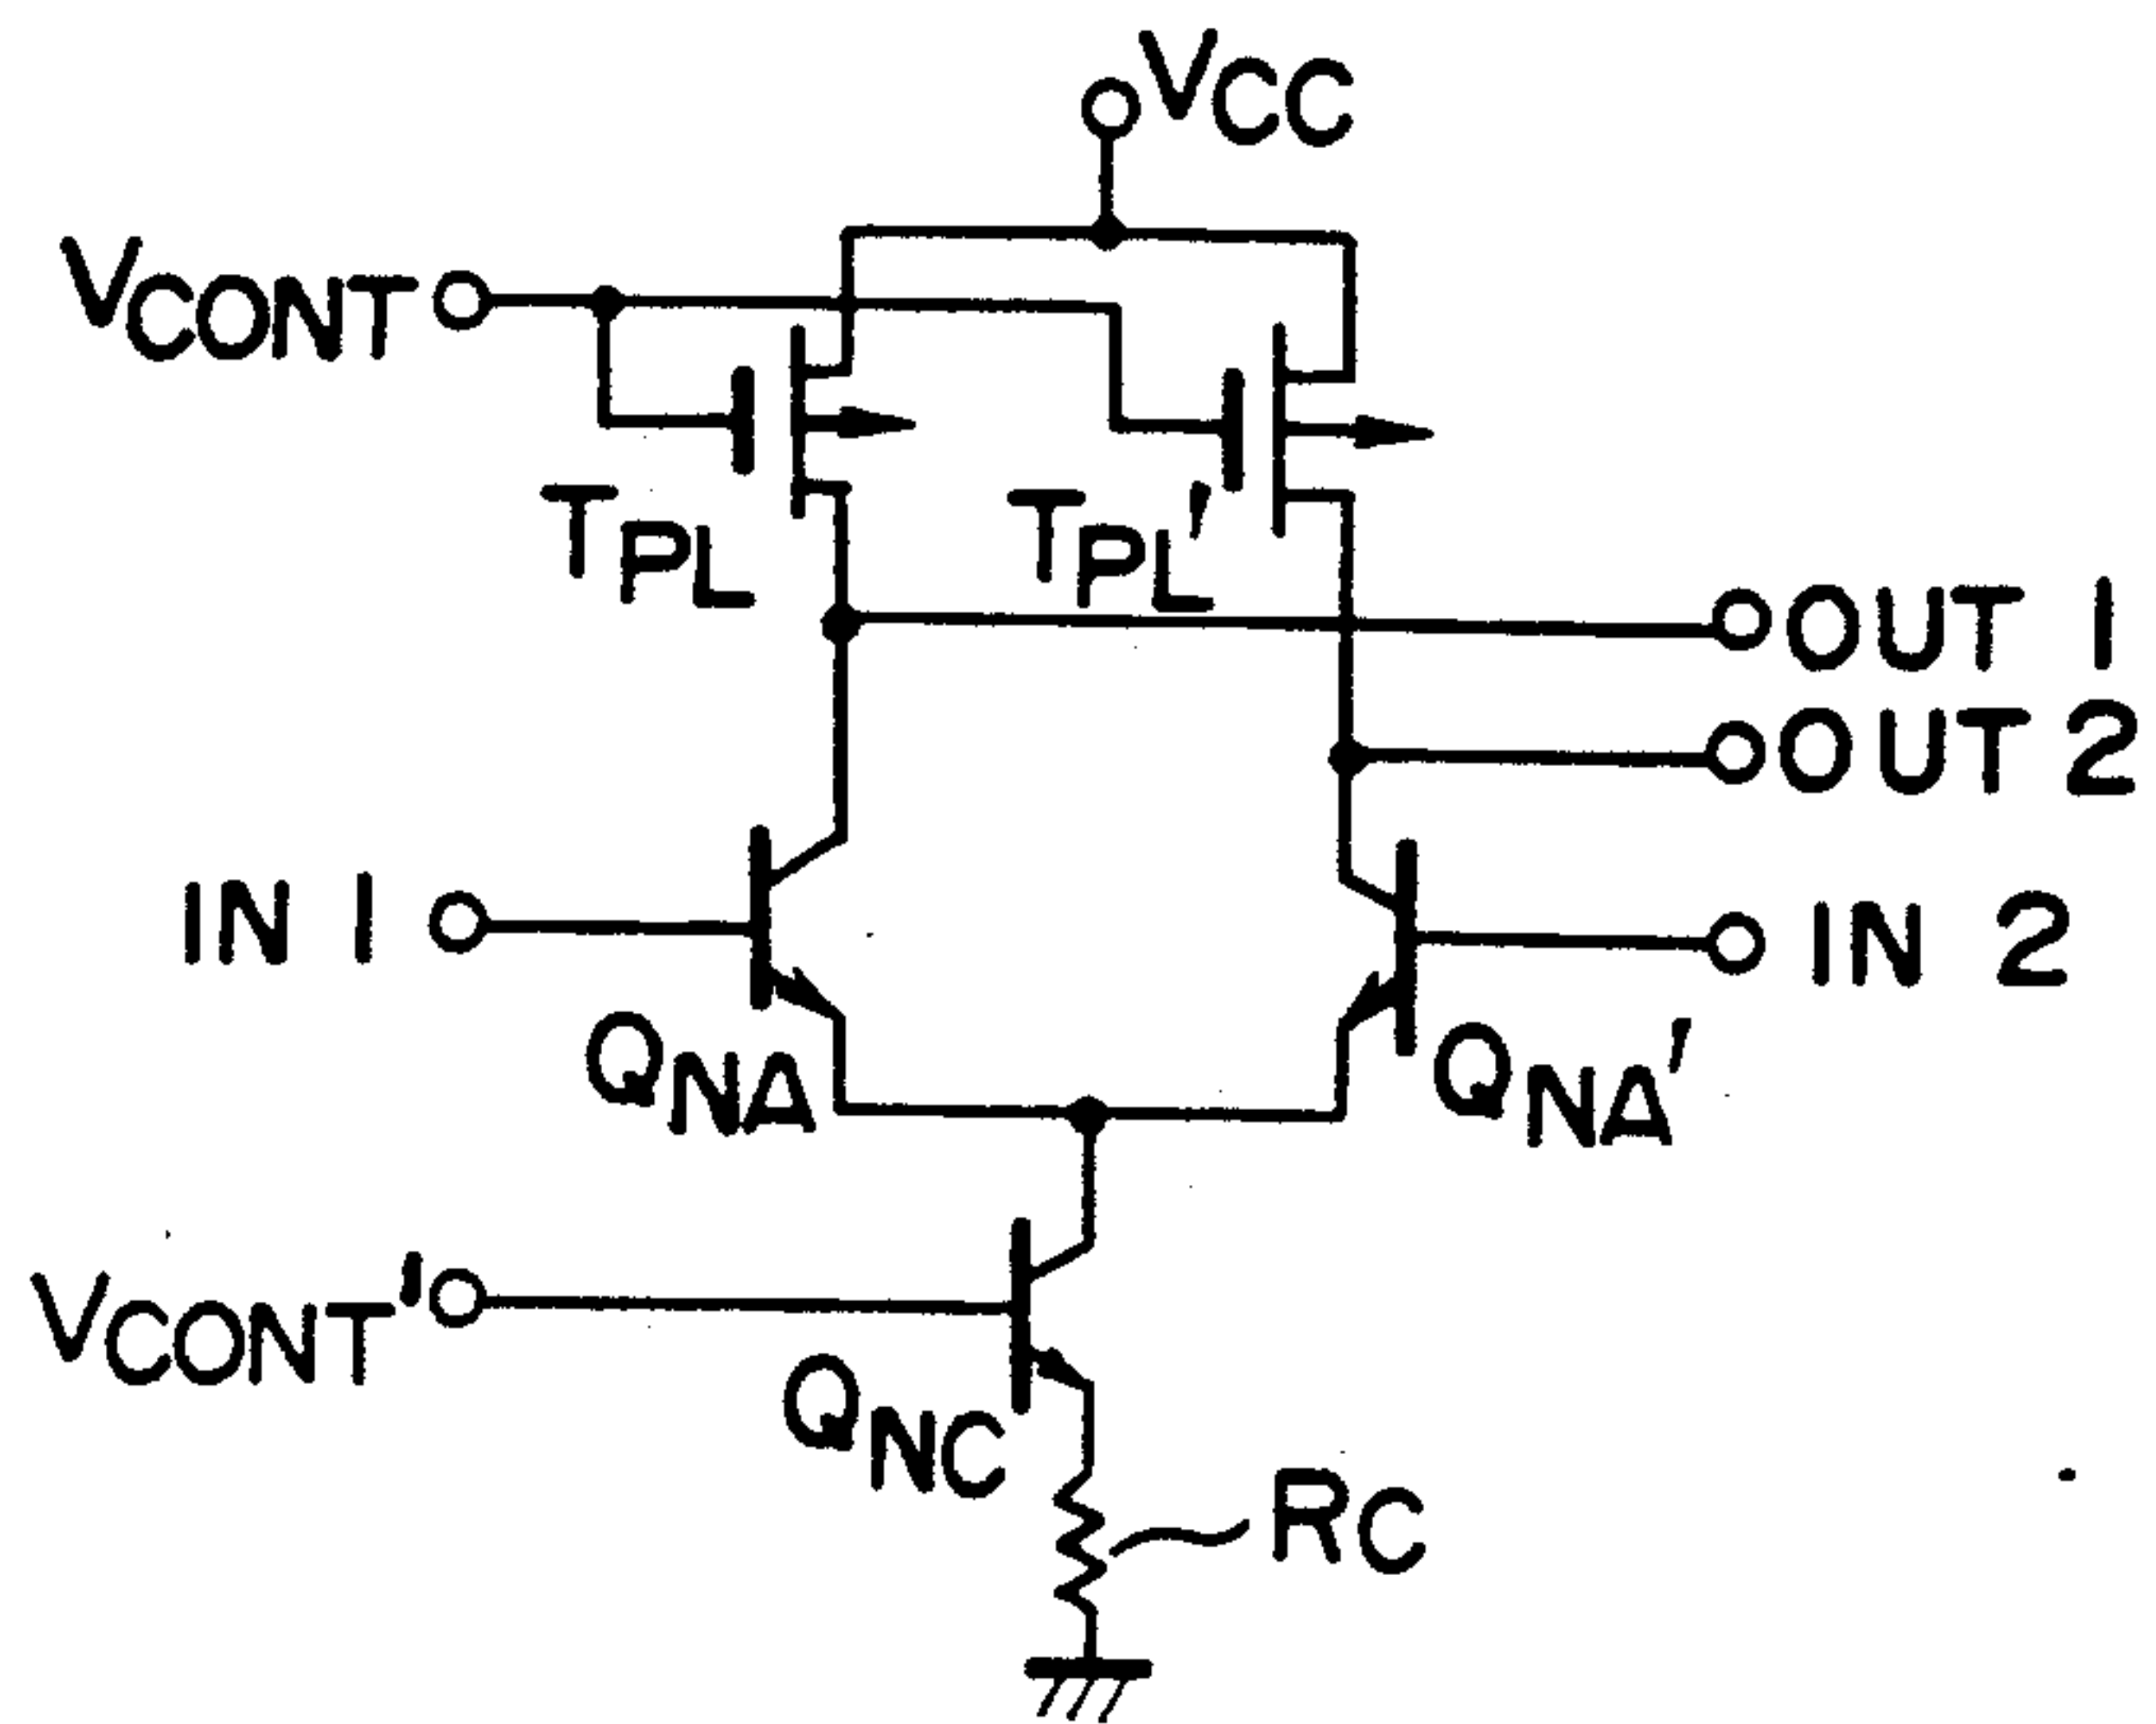 VCC
VCONT
TPL
TPL'
OUT 1
OUT 2
IN 1
IN 2
QNA
QNA'
VCONT'
QNC
RC